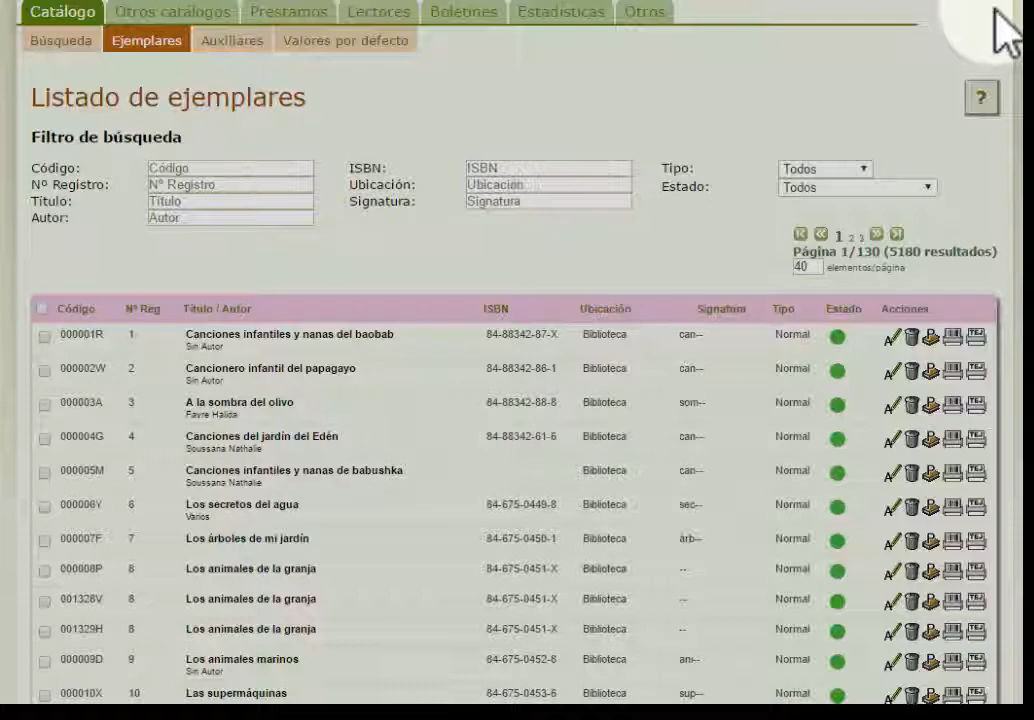 Catálogo Otros catálogos Préstamos Lectores Boletines Estadísticas Otros
Búsqueda Ejemplares Auxiliares Valores por defecto
Listado de ejemplares
?
Filtro de búsqueda
Código: Código ISBN: ISBN Tipo: Todos
Nº Registro: Nº Registro Ubicación: Ubicación Estado: Todos
Título: Título Signatura: Signatura
Autor: Autor
1 2 3
Página 1/130 (5180 resultados)
40 elementos/página
Código Nº Reg Título / Autor ISBN Ubicación Signatura Tipo Estado Acciones
000001R 1 Canciones infantiles y nanas del baobab 84-88342-87-X Biblioteca can-- Normal
Sin Autor
000002W 2 Cancionero infantil del papagayo 84-88342-86-1 Biblioteca can-- Normal
Sin Autor
000003A 3 A la sombra del olivo 84-88342-88-8 Biblioteca som-- Normal
Favre Halida
000004G 4 Canciones del jardín del Edén 84-88342-61-6 Biblioteca can-- Normal
Soussana Nathalie
000005M 5 Canciones infantiles y nanas de babushka Biblioteca can-- Normal
Soussana Nathalie
000006Y 6 Los secretos del agua 84-675-0449-8 Biblioteca sec-- Normal
Varios
000007F 7 Los árboles de mi jardín 84-675-0450-1 Biblioteca arb-- Normal
000008P 8 Los animales de la granja 84-675-0451-X Biblioteca -- Normal
001328V 8 Los animales de la granja 84-675-0451-X Biblioteca -- Normal
001329H 8 Los animales de la granja 84-675-0451-X Biblioteca -- Normal
000009D 9 Los animales marinos 84-675-0452-8 Biblioteca ani-- Normal
Sin Autor
000010X 10 Las supermáquinas 84-675-0453-6 Biblioteca sup-- Normal